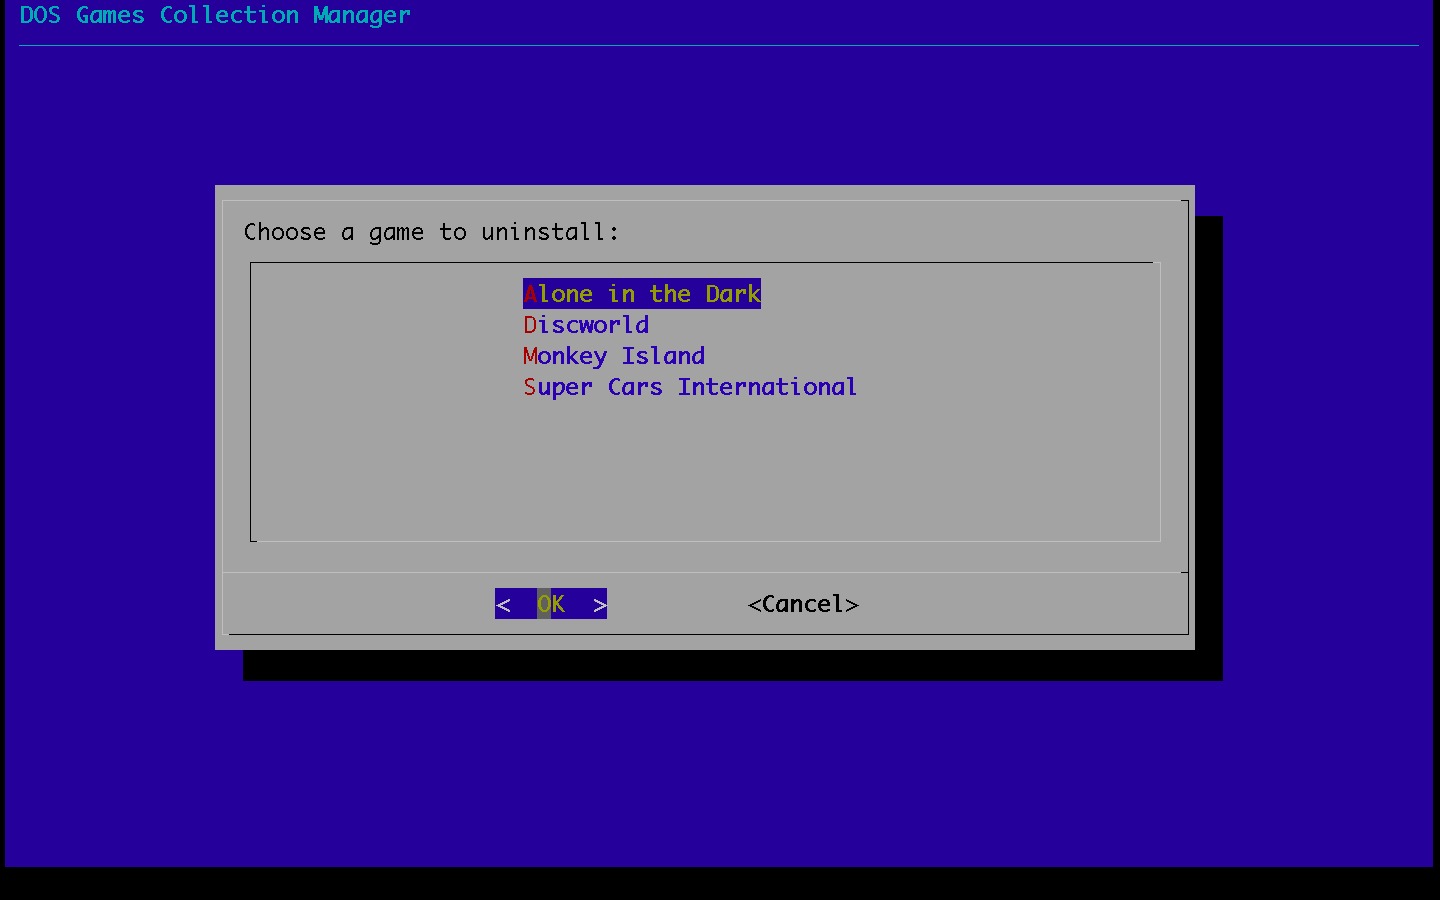 DOS Games Collection Manager
Choose a game to uninstall:
Alone in the Dark
Discworld
Monkey Island
Super Cars International
<  OK  > <Cancel>